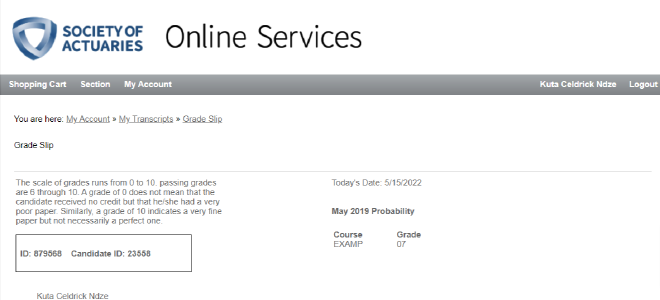 SOCIETY OF
ACTUARIES
Online Services
Shopping Cart Section My Account Kuta Celdrick Ndze Logout
You are here: My Account » My Transcripts » Grade Slip
Grade Slip
The scale of grades runs from 0 to 10. passing grades
are 6 through 10. A grade of 0 does not mean that the
candidate received no credit but that he/she had a very
poor paper. Similarly, a grade of 10 indicates a very fine
paper but not necessarily a perfect one.
Today's Date: 5/15/2022
May 2019 Probability
Course Grade
EXAMP 07
ID: 879568 Candidate ID: 23558
Kuta Celdrick Ndze